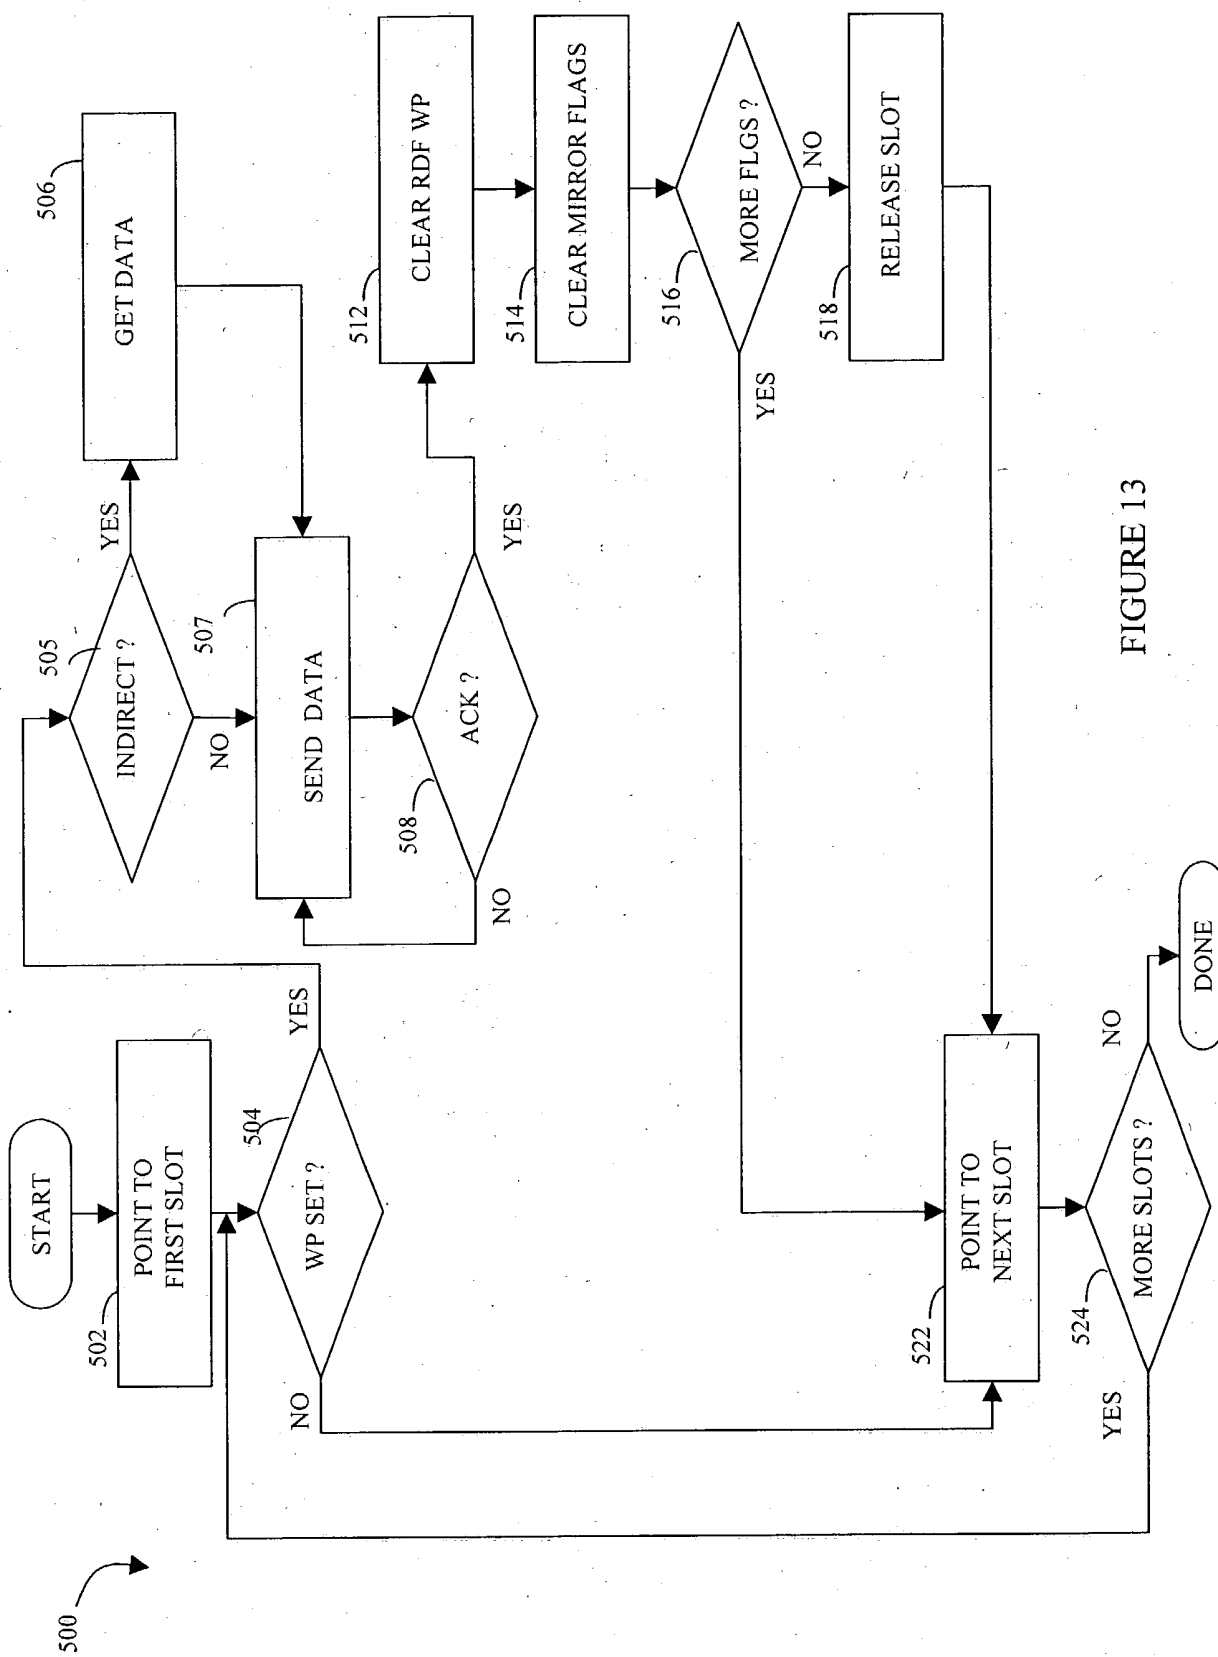 500
START
502
POINT TO
FIRST SLOT
504
WP SET ?
YES
NO
505
INDIRECT ?
YES
NO
506
GET DATA
507
SEND DATA
508
ACK ?
YES
NO
512
CLEAR RDF WP
514
CLEAR MIRROR FLAGS
516
MORE FLGS ?
YES
NO
518
RELEASE SLOT
522
POINT TO
NEXT SLOT
524
MORE SLOTS ?
YES
NO
DONE
FIGURE 13